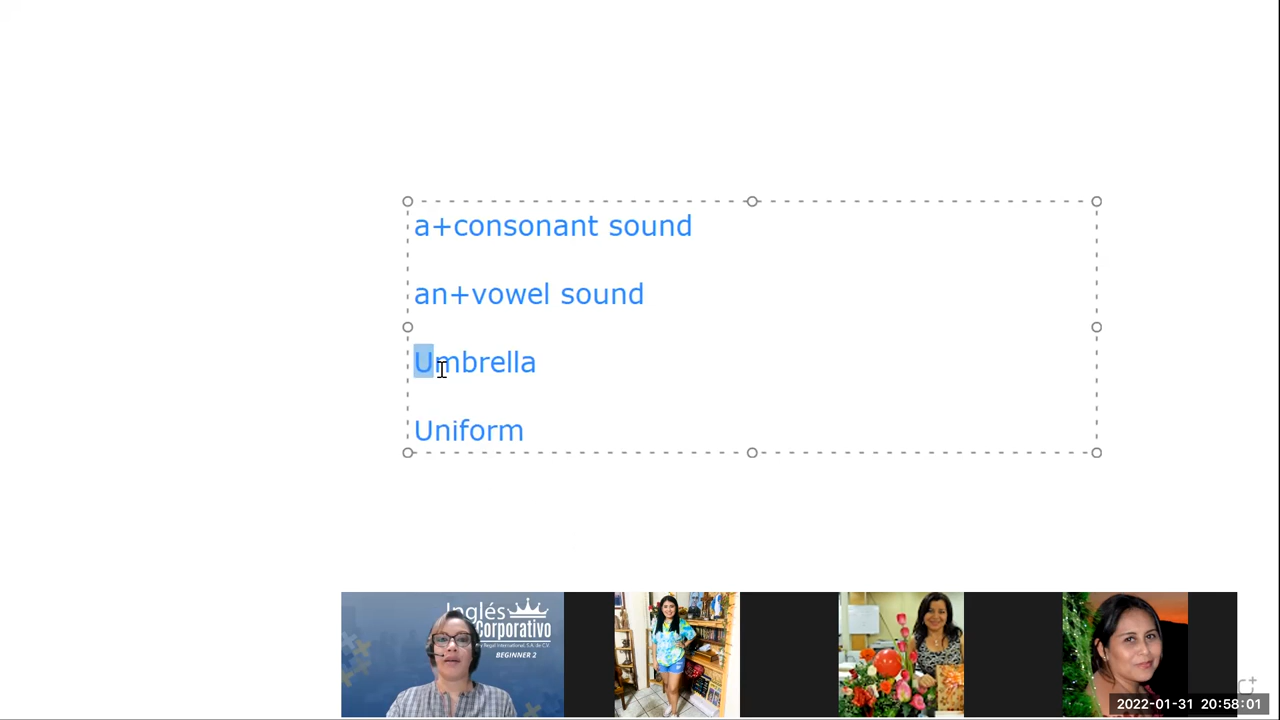 a+consonant sound
an+vowel sound
Umbrella
Uniform
Inglés
Corporativo
BEGINNER 2
2022-01-31 20:58:01